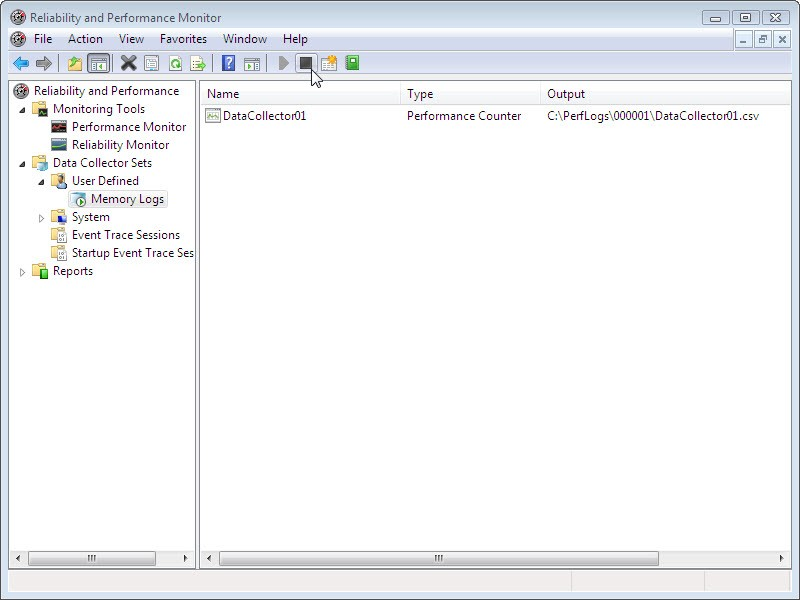 Reliability and Performance Monitor
File Action View Favorites Window Help
Reliability and Performance
Monitoring Tools
Performance Monitor
Reliability Monitor
Data Collector Sets
User Defined
Memory Logs
System
Event Trace Sessions
Startup Event Trace Ses
Reports
Name Type Output
DataCollector01 Performance Counter C:\PerfLogs\000001\DataCollector01.csv